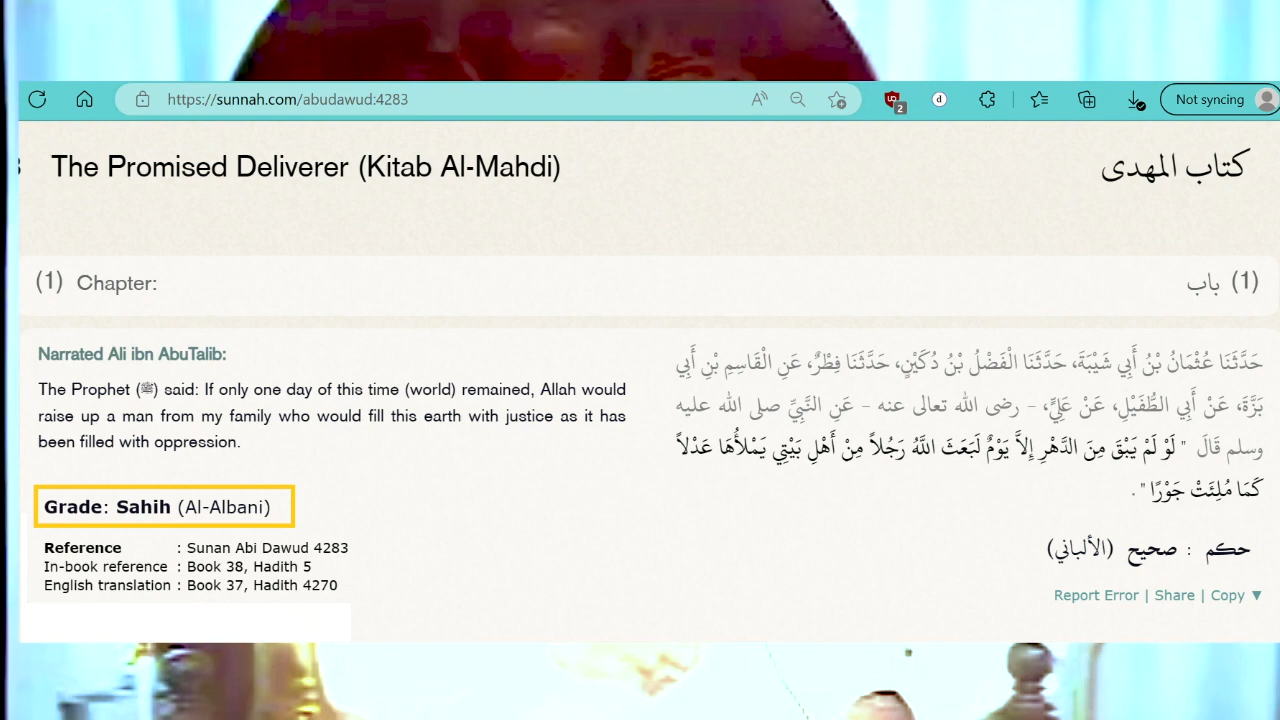 https://sunnah.com/abudawud:4283
Not syncing
2
d
The Promised Deliverer (Kitab Al-Mahdi)
كتاب المهدى
(1) Chapter:
(1) باب
Narrated Ali ibn AbuTalib:
The Prophet (ﷺ) said: If only one day of this time (world) remained, Allah would
raise up a man from my family who would fill this earth with justice as it has
been filled with oppression.
حَدَّثَنَا عُثْمَانُ بْنُ أَبِي شَيْبَةَ، حَدَّثَنَا الْفَضْلُ بْنُ دُكَيْنٍ، حَدَّثَنَا فِطْرٌ، عَنِ الْقَاسِمِ بْنِ أَبِي
بَزَّةَ، عَنْ أَبِي الطُّفَيْلِ، عَنْ عَلِيٍّ، - رضى الله تعالى عنه - عَنِ النَّبِيِّ صلى الله عليه
وسلم قَالَ ‏"‏ لَوْ لَمْ يَبْقَ مِنَ الدَّهْرِ إِلاَّ يَوْمٌ لَبَعَثَ اللَّهُ رَجُلاً مِنْ أَهْلِ بَيْتِي يَمْلأُهَا عَدْلاً
كَمَا مُلِئَتْ جَوْرًا ‏"‏ ‏.‏
Grade: Sahih (Al-Albani)
حكم : صحيح (الألباني)
Reference : Sunan Abi Dawud 4283
In-book reference : Book 38, Hadith 5
English translation : Book 37, Hadith 4270
Report Error | Share | Copy ▼